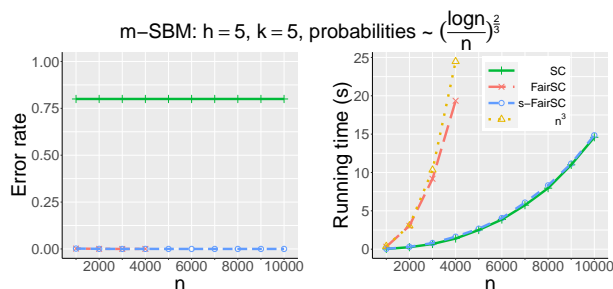 m−SBM: h = 5, k = 5, probabilities ~ (logn/n)^(2/3)
Error rate
1.00
0.75
0.50
0.25
0.00
2000 4000 6000 8000 10000
n
Running time (s)
25
20
15
10
5
0
2000 4000 6000 8000 10000
n
SC
FairSC
s−FairSC
n³